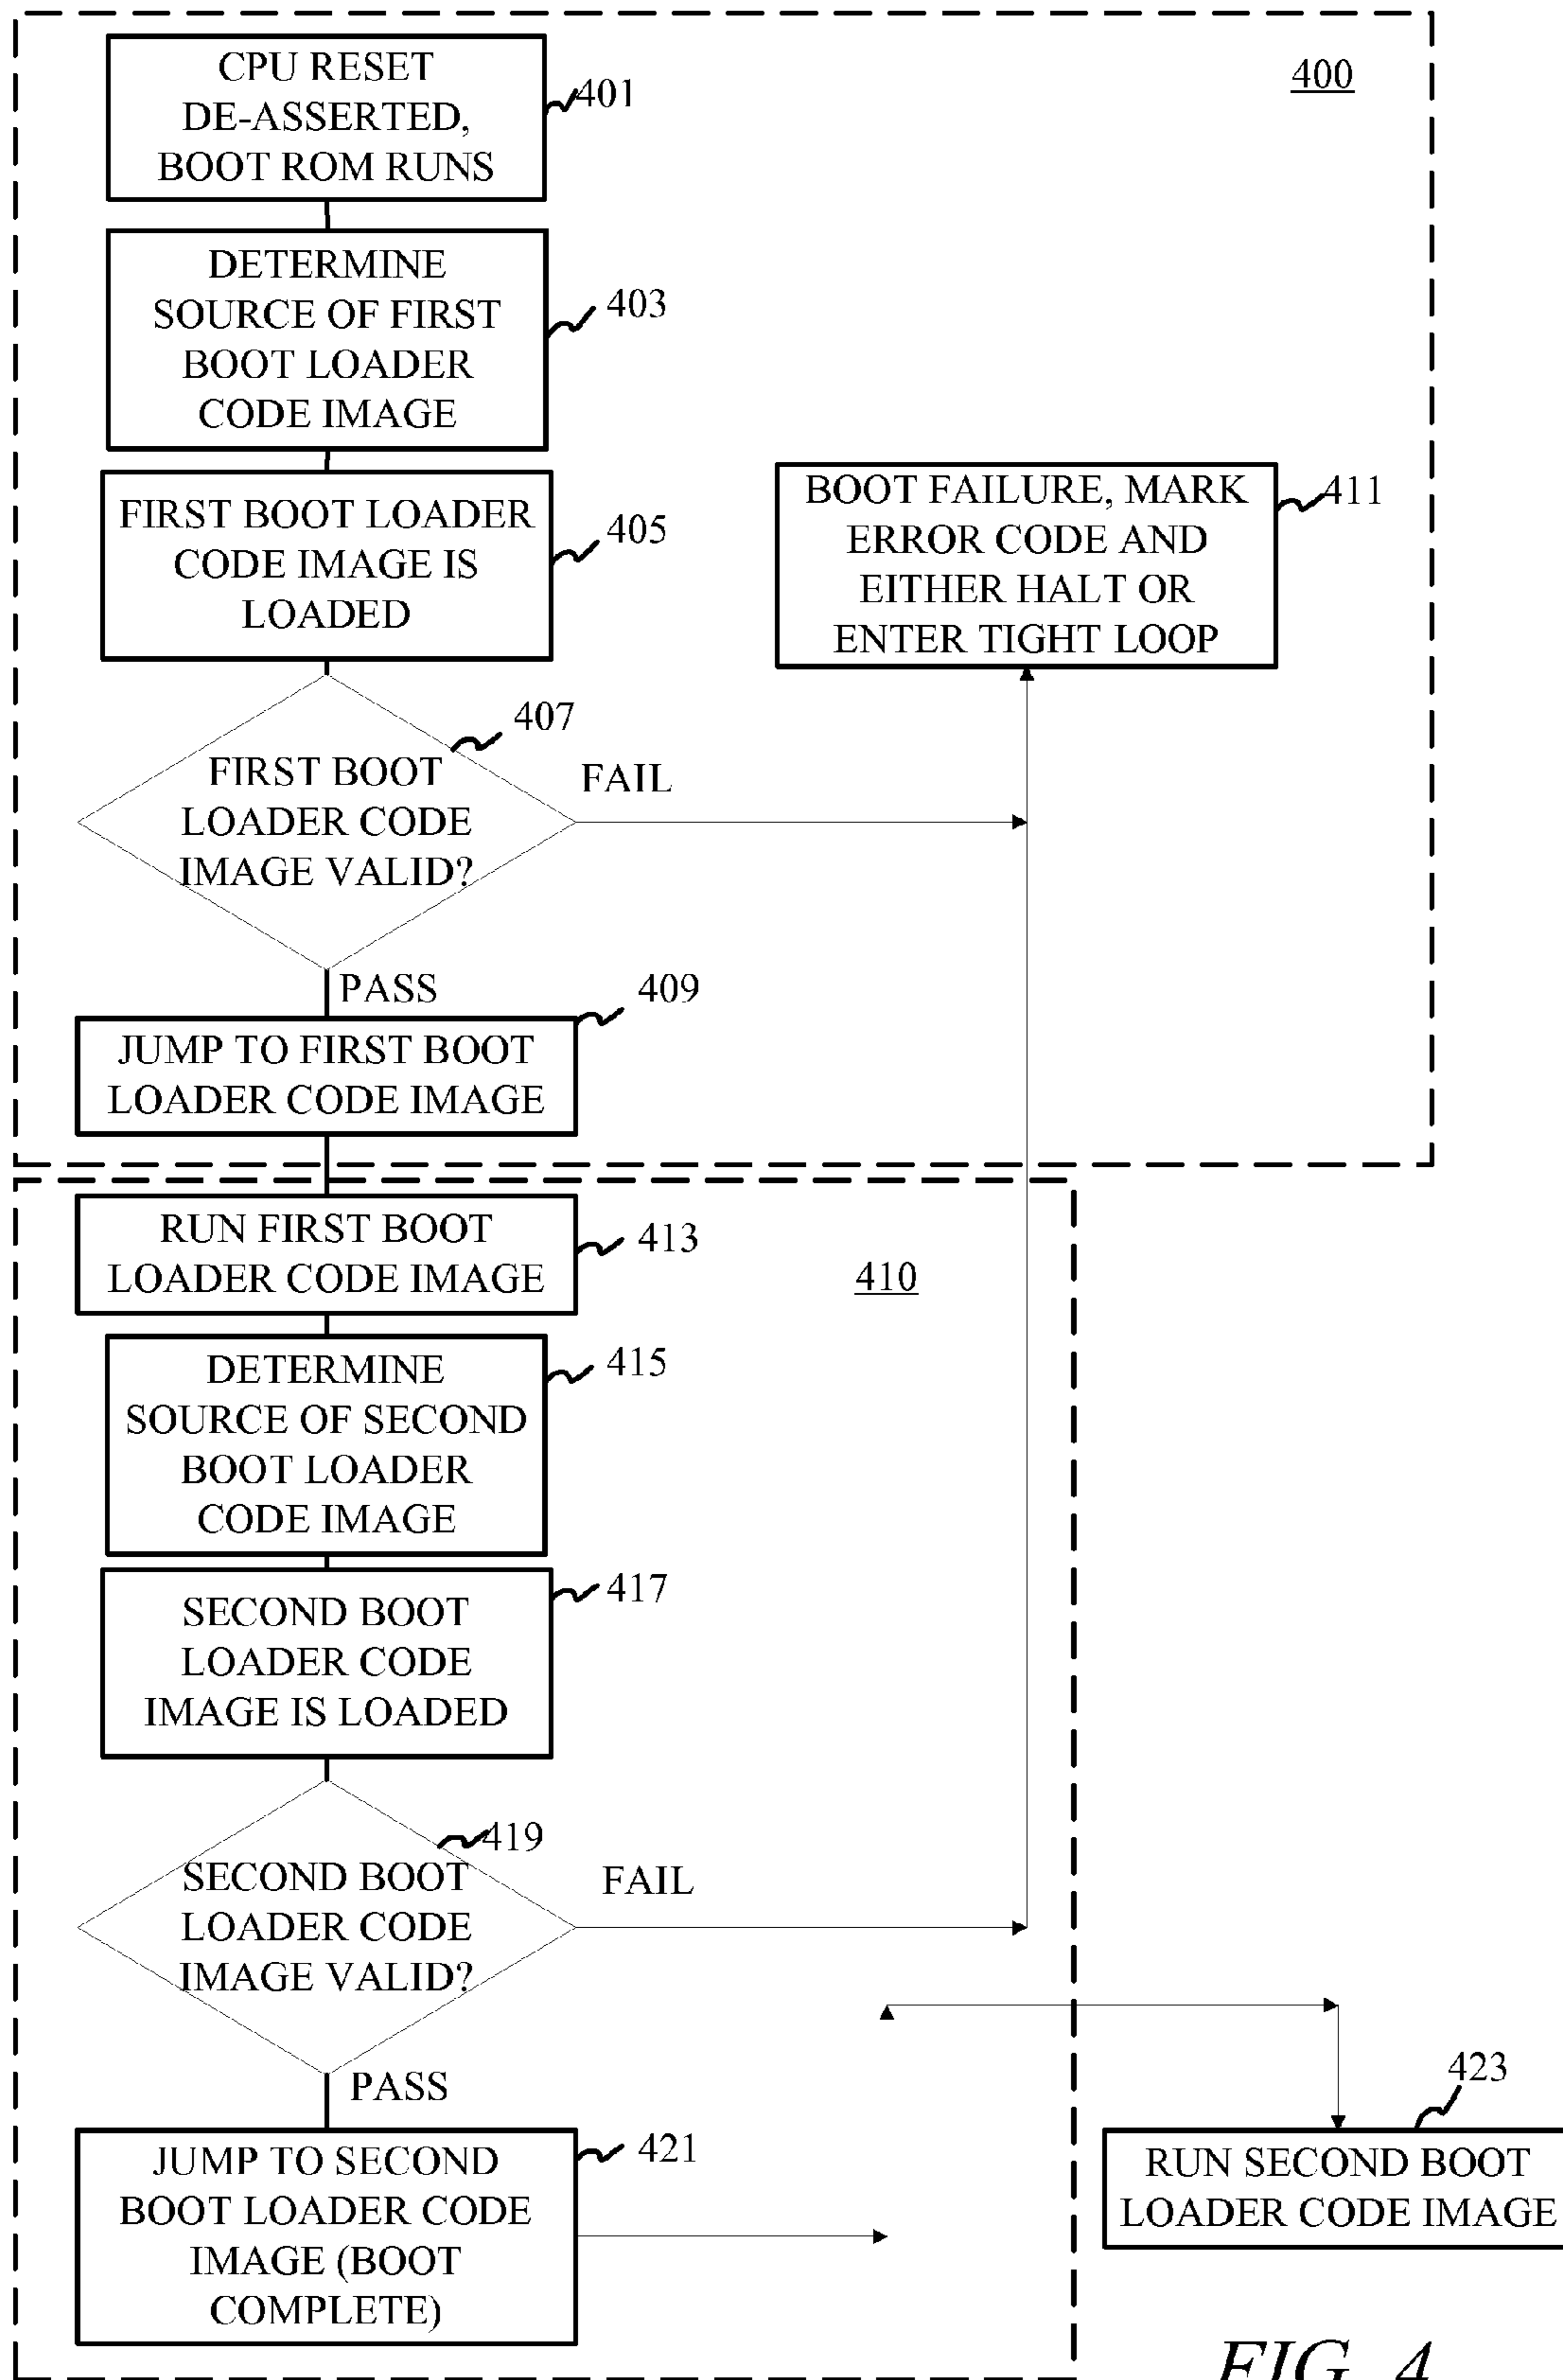 400
CPU RESET
DE-ASSERTED,
BOOT ROM RUNS
401
DETERMINE
SOURCE OF FIRST
BOOT LOADER
CODE IMAGE
403
FIRST BOOT LOADER
CODE IMAGE IS
LOADED
405
BOOT FAILURE, MARK
ERROR CODE AND
EITHER HALT OR
ENTER TIGHT LOOP
411
407
FIRST BOOT
LOADER CODE
IMAGE VALID?
FAIL
PASS
409
JUMP TO FIRST BOOT
LOADER CODE IMAGE
RUN FIRST BOOT
LOADER CODE IMAGE
413
410
DETERMINE
SOURCE OF SECOND
BOOT LOADER
CODE IMAGE
415
SECOND BOOT
LOADER CODE
IMAGE IS LOADED
417
419
SECOND BOOT
LOADER CODE
IMAGE VALID?
FAIL
PASS
JUMP TO SECOND
BOOT LOADER CODE
IMAGE (BOOT
COMPLETE)
421
423
RUN SECOND BOOT
LOADER CODE IMAGE
FIG. 4